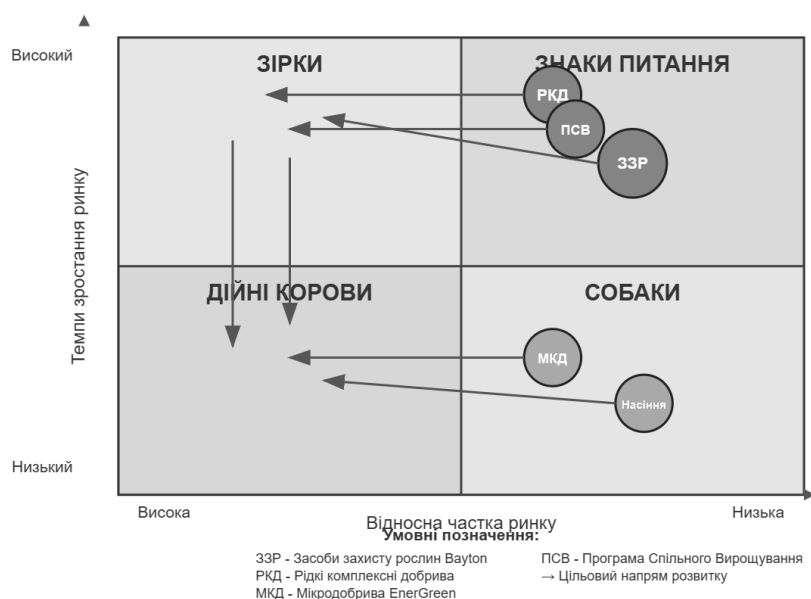 Високий
ЗІРКИ
ЗНАКИ ПИТАННЯ
РКД
ПСВ
ЗЗР
Темпи зростання ринку
ДІЙНІ КОРОВИ
СОБАКИ
МКД
Насіння
Низький
Висока
Відносна частка ринку
Низька
Умовні позначення:
ЗЗР - Засоби захисту рослин Bayton
ПСВ - Програма Спільного Вирощування
РКД - Рідкі комплексні добрива
→ Цільовий напрям розвитку
МКД - Мікродобрива EnerGreen